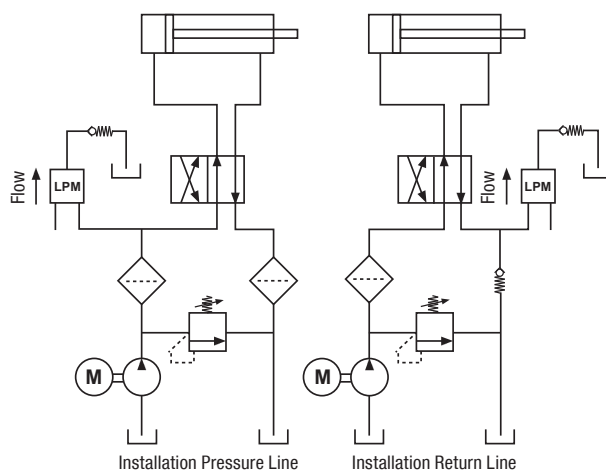 Flow
LPM
Flow
LPM
M
M
Installation Pressure Line
Installation Return Line